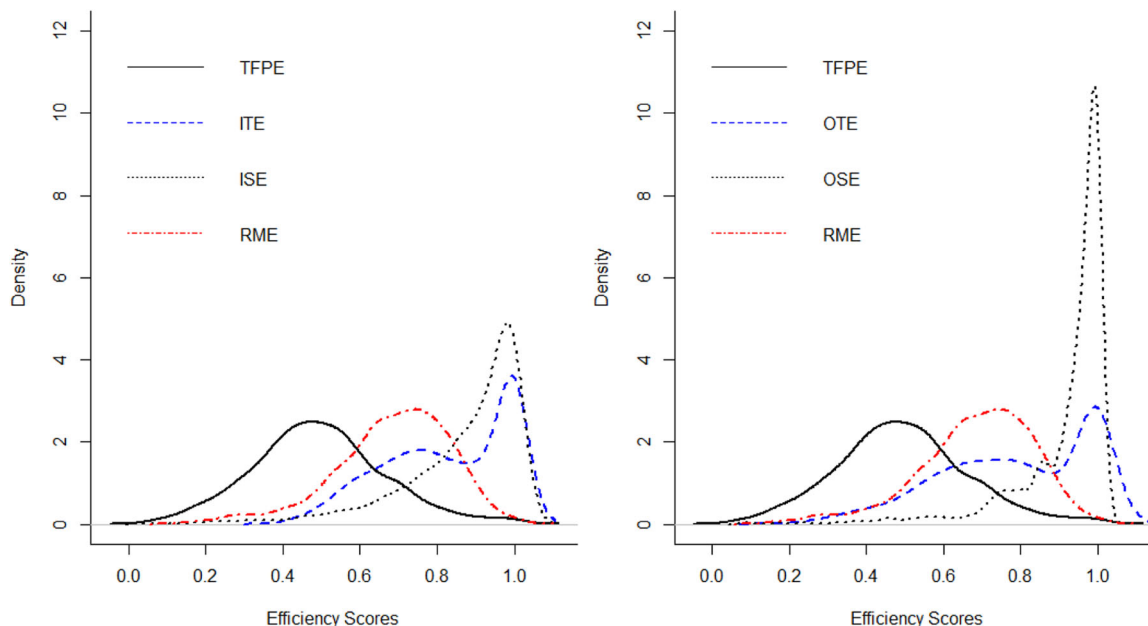 12
10
8
6
4
2
0
Density
TFPE
ITE
ISE
RME
0.0 0.2 0.4 0.6 0.8 1.0
Efficiency Scores
12
10
8
6
4
2
0
Density
TFPE
OTE
OSE
RME
0.0 0.2 0.4 0.6 0.8 1.0
Efficiency Scores